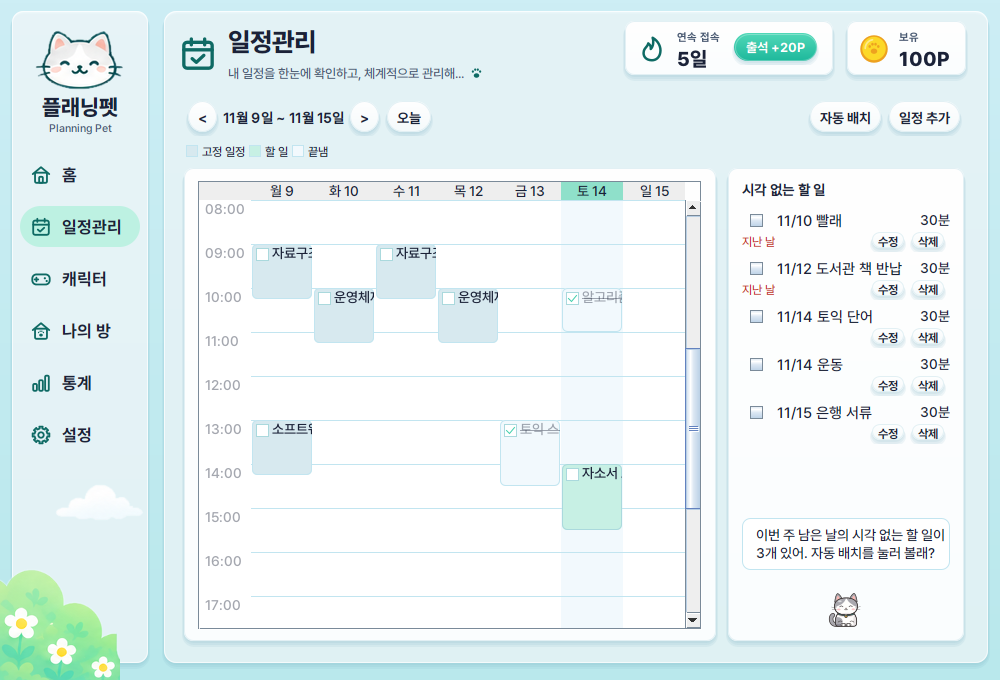 플래닝펫
Planning Pet
홈
일정관리
캐릭터
나의 방
통계
설정
일정관리
내 일정을 한눈에 확인하고, 체계적으로 관리해...
연속 접속
5일
출석 +20P
보유
100P
<
11월 9일 ~ 11월 15일
>
오늘
자동 배치
일정 추가
고정 일정
할 일
끝냄
월 9
화 10
수 11
목 12
금 13
토 14
일 15
08:00
09:00
10:00
11:00
12:00
13:00
14:00
15:00
16:00
17:00
자료구조
자료구조
운영체제
운영체제
알고리즘
소프트웨
토익 스
자소서
시각 없는 할 일
11/10 빨래 30분
지난 날 수정 삭제
11/12 도서관 책 반납 30분
지난 날 수정 삭제
11/14 토익 단어 30분
수정 삭제
11/14 운동 30분
수정 삭제
11/15 은행 서류 30분
수정 삭제
이번 주 남은 날의 시각 없는 할 일이
3개 있어. 자동 배치를 눌러 볼래?